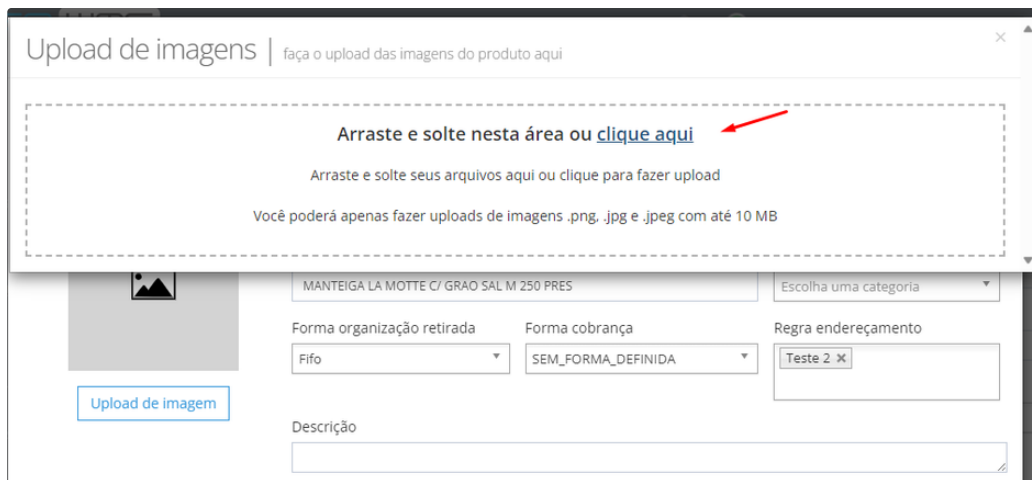 Upload de imagens | faça o upload das imagens do produto aqui
×
Arraste e solte nesta área ou clique aqui
Arraste e solte seus arquivos aqui ou clique para fazer upload
Você poderá apenas fazer uploads de imagens .png, .jpg e .jpeg com até 10 MB
MANTEIGA LA MOTTE C/ GRAO SAL M 250 PRES
Escolha uma categoria
Forma organização retirada
Forma cobrança
Regra endereçamento
Fifo
SEM_FORMA_DEFINIDA
Teste 2 ×
Upload de imagem
Descrição